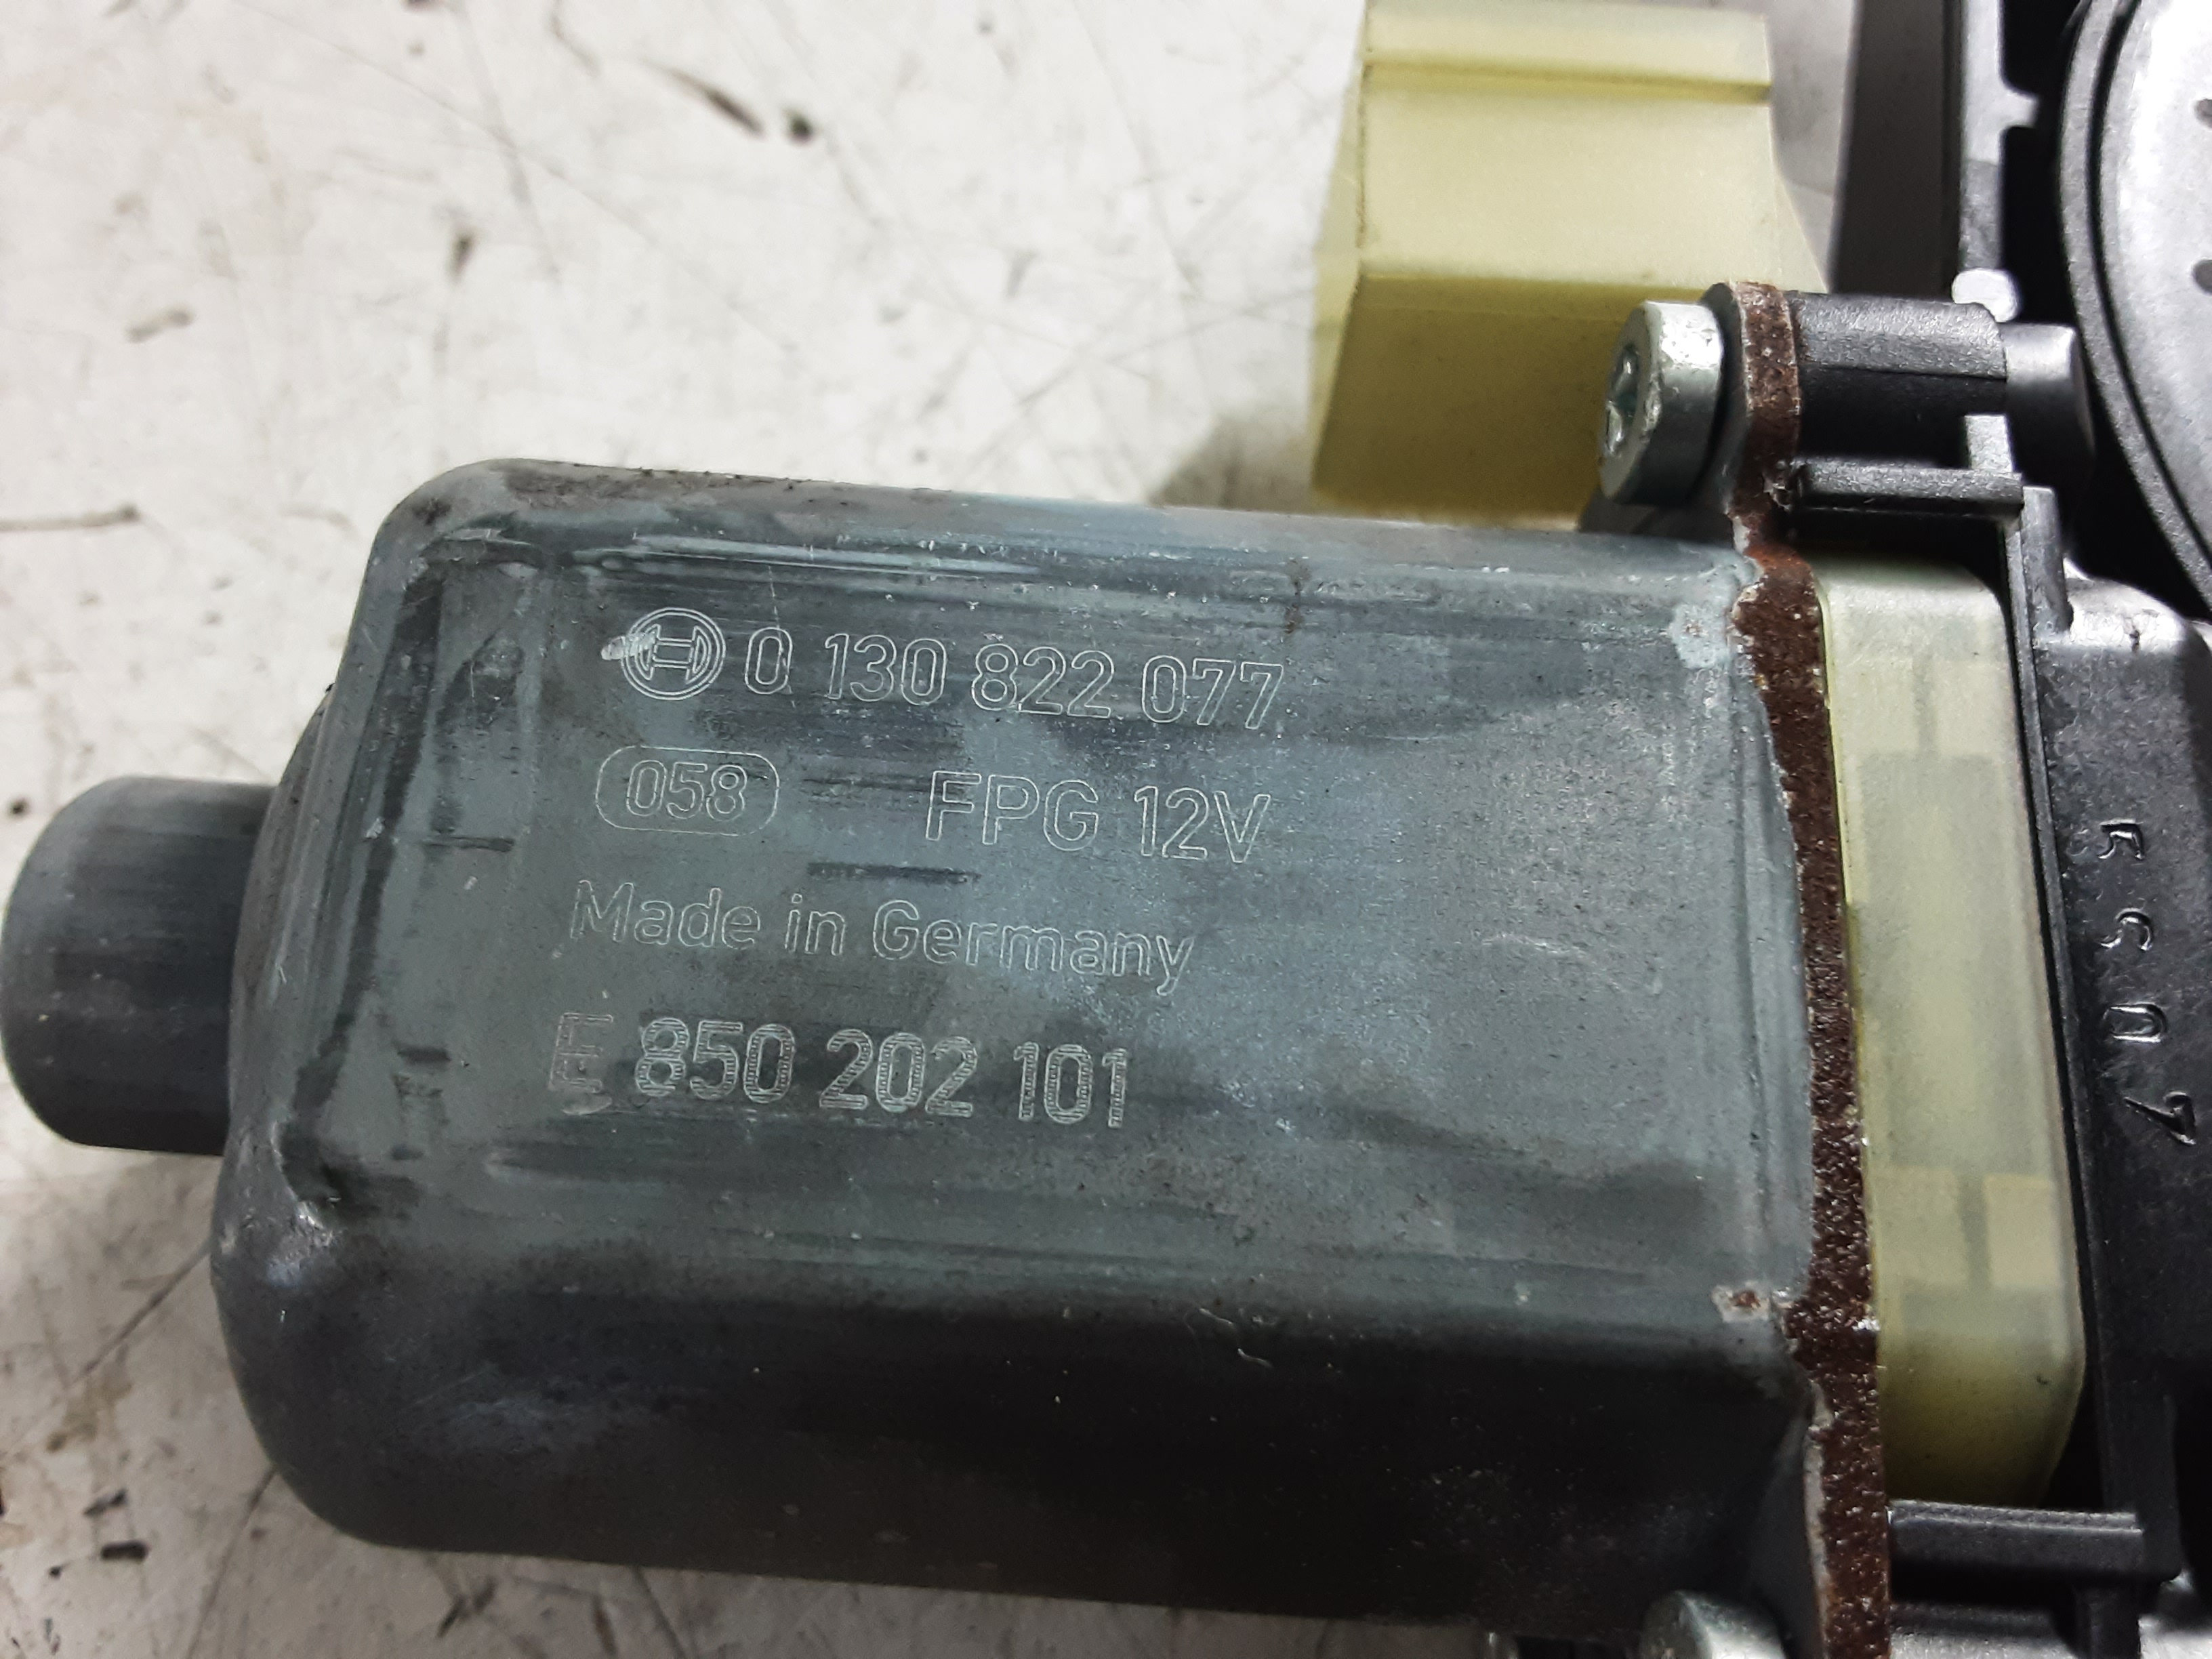 0 130 822 077
058 FPG 12V
Made in Germany
E 850 202 101